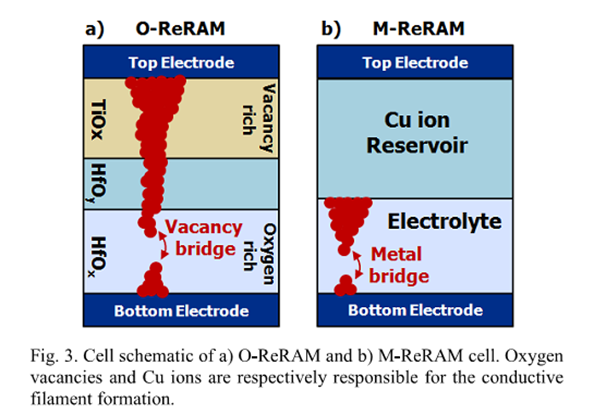 a) O-ReRAM
Top Electrode
TiOx
Vacancy rich
HfOy
HfOx
Oxygen rich
Vacancy bridge
Bottom Electrode
b) M-ReRAM
Top Electrode
Cu ion
Reservoir
Electrolyte
Metal
bridge
Bottom Electrode
Fig. 3. Cell schematic of a) O-ReRAM and b) M-ReRAM cell. Oxygen
vacancies and Cu ions are respectively responsible for the conductive
filament formation.